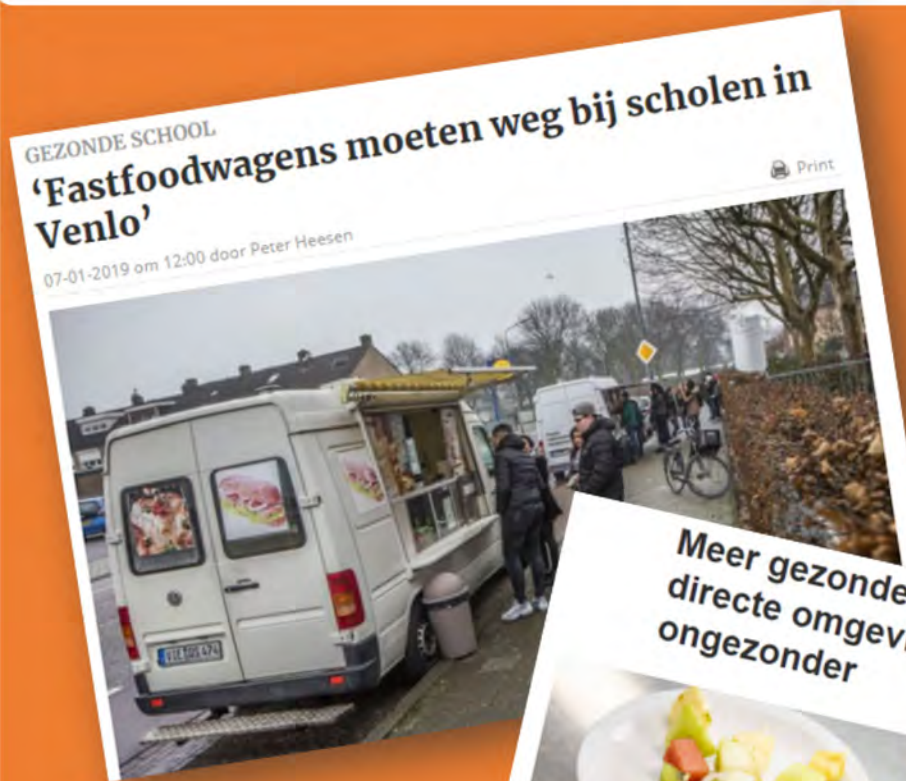 GEZONDE SCHOOL
‘Fastfoodwagens moeten weg bij scholen in
Venlo’
Print
07-01-2019 om 12:00 door Peter Heesen
Meer gezonde
directe omgev
ongezonder